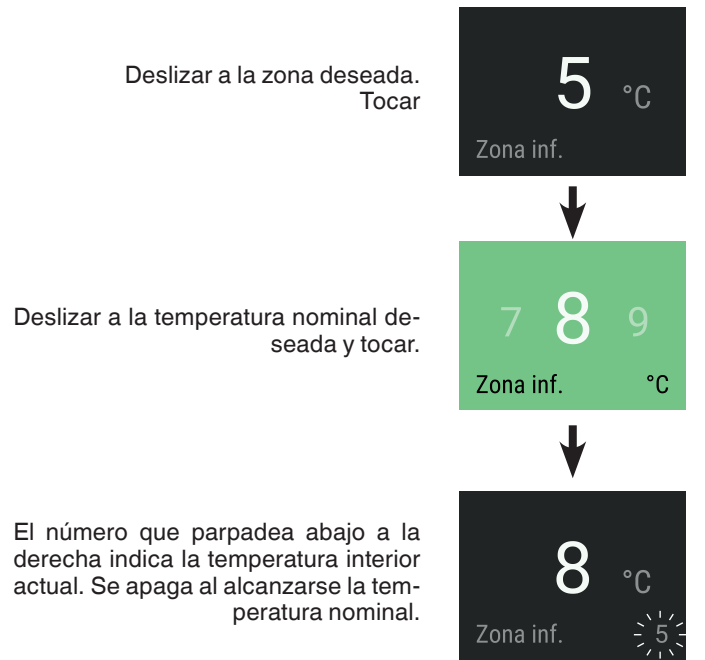 Deslizar a la zona deseada.
Tocar
5 °C
Zona inf.
Deslizar a la temperatura nominal de-
seada y tocar.
7 8 9
Zona inf. °C
El número que parpadea abajo a la
derecha indica la temperatura interior
actual. Se apaga al alcanzarse la tem-
peratura nominal.
8 °C
Zona inf. 5